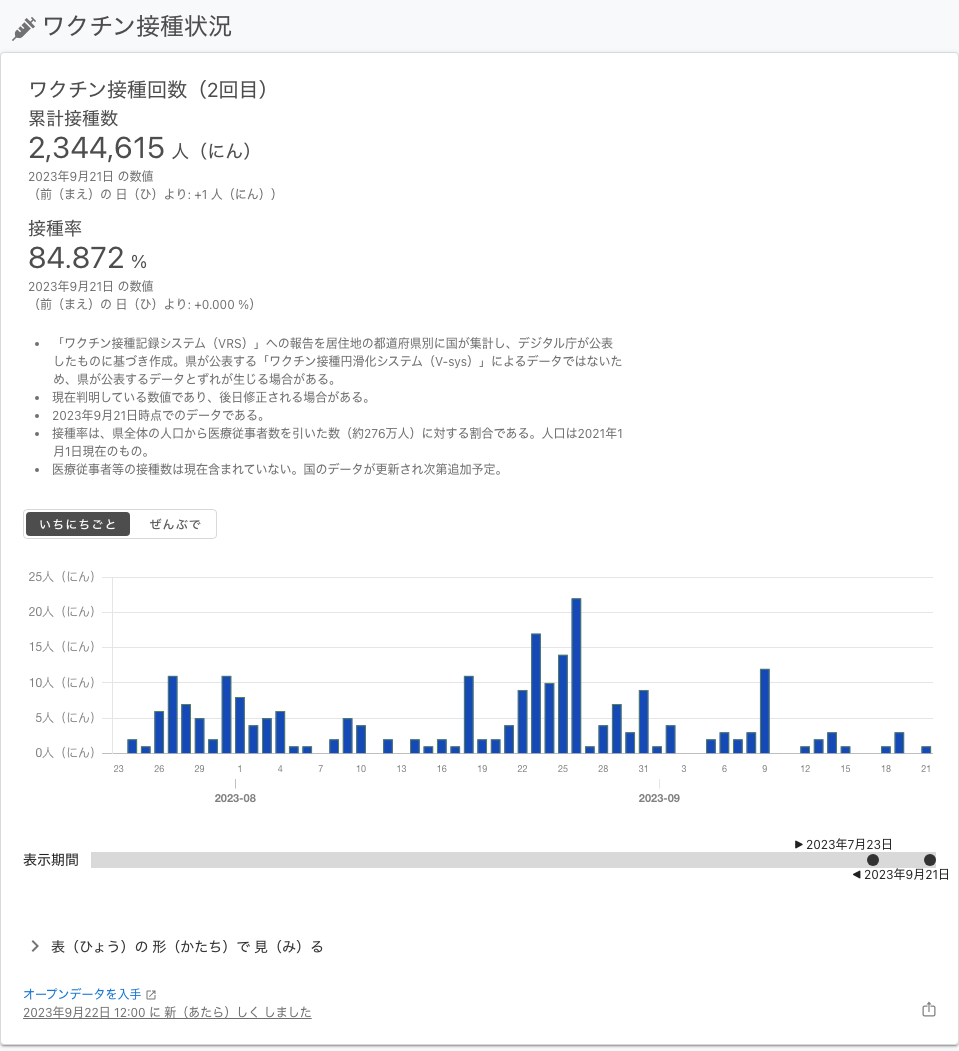 ワクチン接種状況
ワクチン接種回数（2回目）
累計接種数
2,344,615 人（にん）
2023年9月21日 の数値
（前（まえ）の 日（ひ）より: +1 人（にん））
接種率
84.872 %
2023年9月21日 の数値
（前（まえ）の 日（ひ）より: +0.000 %）
• 「ワクチン接種記録システム（VRS）」への報告を居住地の都道府県別に国が集計し、デジタル庁が公表
したものに基づき作成。県が公表する「ワクチン接種円滑化システム（V-sys）」によるデータではないた
め、県が公表するデータとずれが生じる場合がある。
• 現在判明している数値であり、後日修正される場合がある。
• 2023年9月21日時点でのデータである。
• 接種率は、県全体の人口から医療従事者数を引いた数（約276万人）に対する割合である。人口は2021年1
月1日現在のもの。
• 医療従事者等の接種数は現在含まれていない。国のデータが更新され次第追加予定。
いちにちごと ぜんぶで
25人（にん）
20人（にん）
15人（にん）
10人（にん）
5人（にん）
0人（にん）
23 26 29 1 4 7 10 13 16 19 22 25 28 31 3 6 9 12 15 18 21
2023-08 2023-09
▶ 2023年7月23日
表示期間
◀ 2023年9月21日
表（ひょう）の 形（かたち）で 見（み）る
オープンデータを入手
2023年9月22日 12:00 に 新（あたら）しく しました